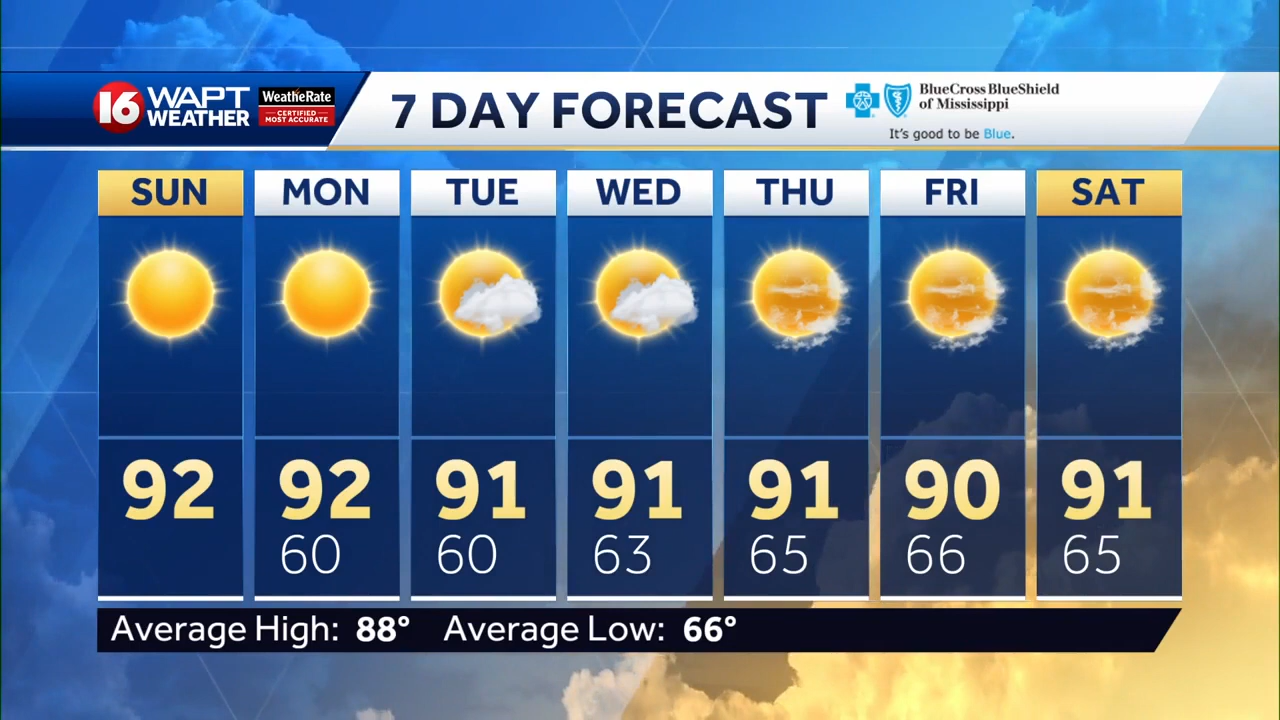 16 WAPT WEATHER
WeatheRate
CERTIFIED
MOST ACCURATE
7 DAY FORECAST
BlueCross BlueShield
of Mississippi
It's good to be Blue.
SUN MON TUE WED THU FRI SAT
92 92 91 91 91 90 91
60 60 63 65 66 65
Average High: 88° Average Low: 66°